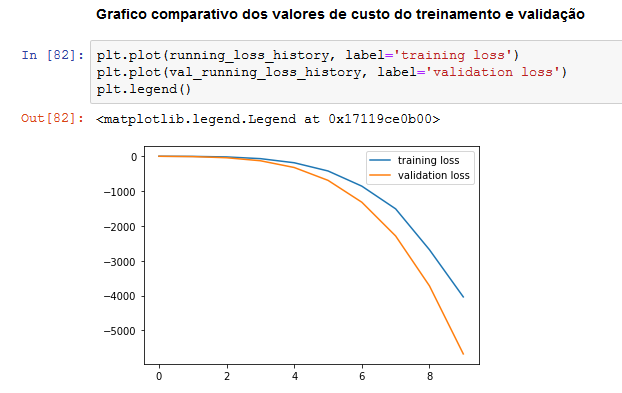 Grafico comparativo dos valores de custo do treinamento e validação
In [82]: plt.plot(running_loss_history, label='training loss')
plt.plot(val_running_loss_history, label='validation loss')
plt.legend()
Out[82]: <matplotlib.legend.Legend at 0x17119ce0b00>
training loss
validation loss
0
−1000
−2000
−3000
−4000
−5000
0 2 4 6 8